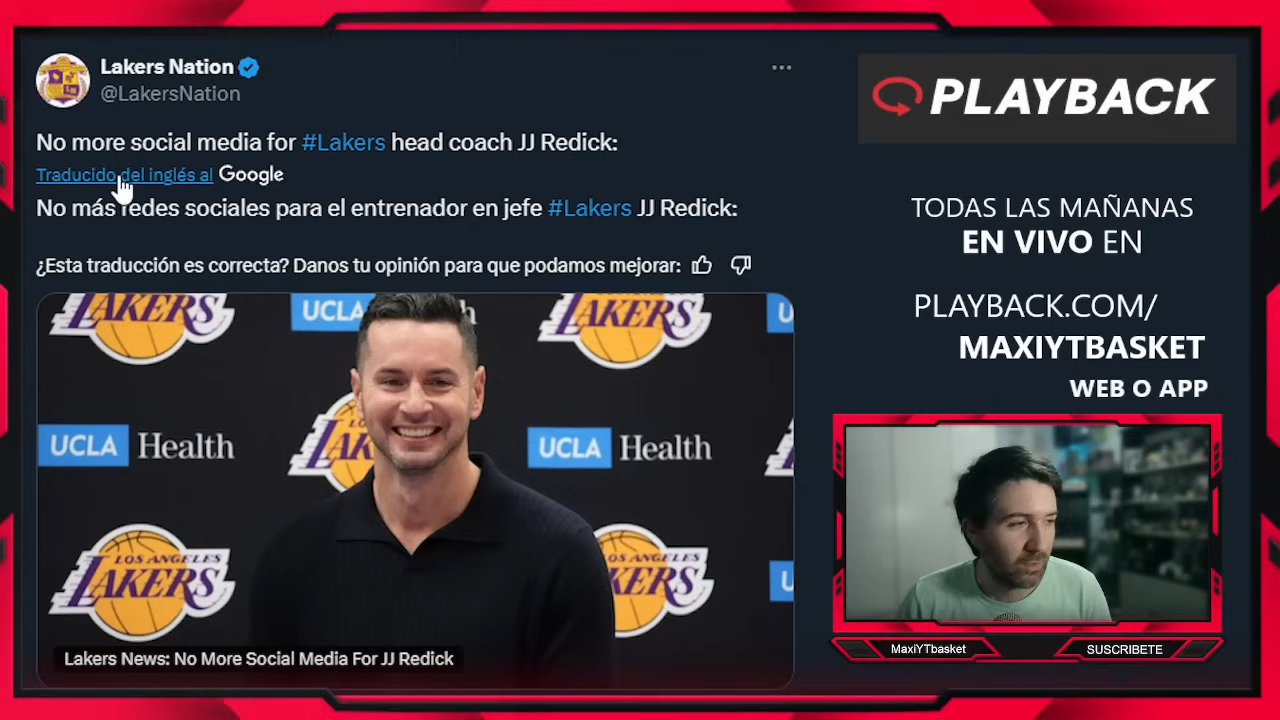 Lakers Nation
@LakersNation
No more social media for #Lakers head coach JJ Redick:
Traducido del inglés al Google
No más redes sociales para el entrenador en jefe #Lakers JJ Redick:
¿Esta traducción es correcta? Danos tu opinión para que podamos mejorar:
LAKERS
UCLA
LAKERS
U
UCLA Health
LAK
UCLA Health
LOS ANGELES
LAKERS
LOS ANGELES
KERS
U
Lakers News: No More Social Media For JJ Redick
PLAYBACK
TODAS LAS MAÑANAS
EN VIVO EN
PLAYBACK.COM/
MAXIYTBASKET
WEB O APP
MaxiYTbasket
SUSCRIBETE